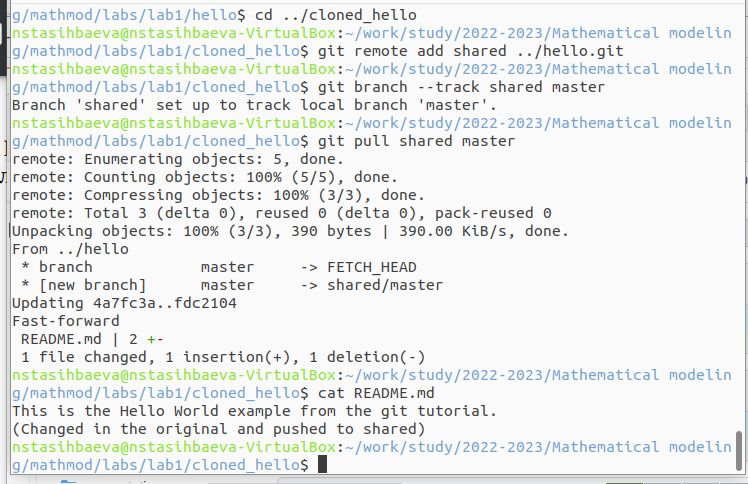 g/mathmod/labs/lab1/hello$ cd ../cloned_hello
nstasihbaeva@nstasihbaeva-VirtualBox:~/work/study/2022-2023/Mathematical modelin
g/mathmod/labs/lab1/cloned_hello$ git remote add shared ../hello.git
nstasihbaeva@nstasihbaeva-VirtualBox:~/work/study/2022-2023/Mathematical modelin
g/mathmod/labs/lab1/cloned_hello$ git branch --track shared master
Branch 'shared' set up to track local branch 'master'.
nstasihbaeva@nstasihbaeva-VirtualBox:~/work/study/2022-2023/Mathematical modelin
g/mathmod/labs/lab1/cloned_hello$ git pull shared master
remote: Enumerating objects: 5, done.
remote: Counting objects: 100% (5/5), done.
remote: Compressing objects: 100% (3/3), done.
remote: Total 3 (delta 0), reused 0 (delta 0), pack-reused 0
Unpacking objects: 100% (3/3), 390 bytes | 390.00 KiB/s, done.
From ../hello
 * branch            master     -> FETCH_HEAD
 * [new branch]      master     -> shared/master
Updating 4a7fc3a..fdc2104
Fast-forward
 README.md | 2 +-
 1 file changed, 1 insertion(+), 1 deletion(-)
nstasihbaeva@nstasihbaeva-VirtualBox:~/work/study/2022-2023/Mathematical modelin
g/mathmod/labs/lab1/cloned_hello$ cat README.md
This is the Hello World example from the git tutorial.
(Changed in the original and pushed to shared)
nstasihbaeva@nstasihbaeva-VirtualBox:~/work/study/2022-2023/Mathematical modelin
g/mathmod/labs/lab1/cloned_hello$